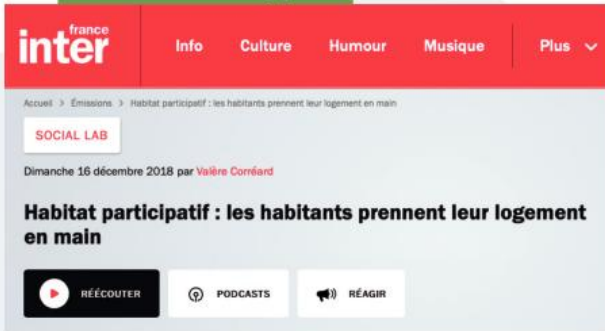 france
inter
Info Culture Humour Musique Plus
Accueil > Émissions > Habitat participatif : les habitants prennent leur logement en main
SOCIAL LAB
Dimanche 16 décembre 2018 par Valère Corréard
Habitat participatif : les habitants prennent leur logement
en main
RÉÉCOUTER PODCASTS RÉAGIR